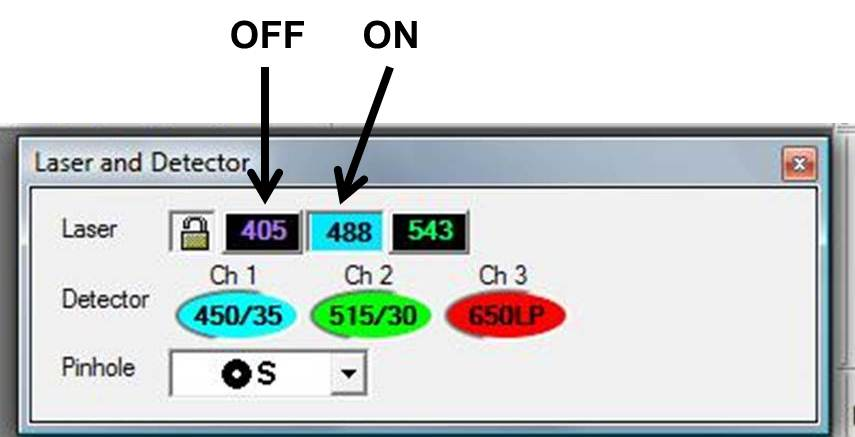 OFF ON
Laser and Detector
Laser 405 488 543
Ch 1 Ch 2 Ch 3
Detector 450/35 515/30 650LP
Pinhole S